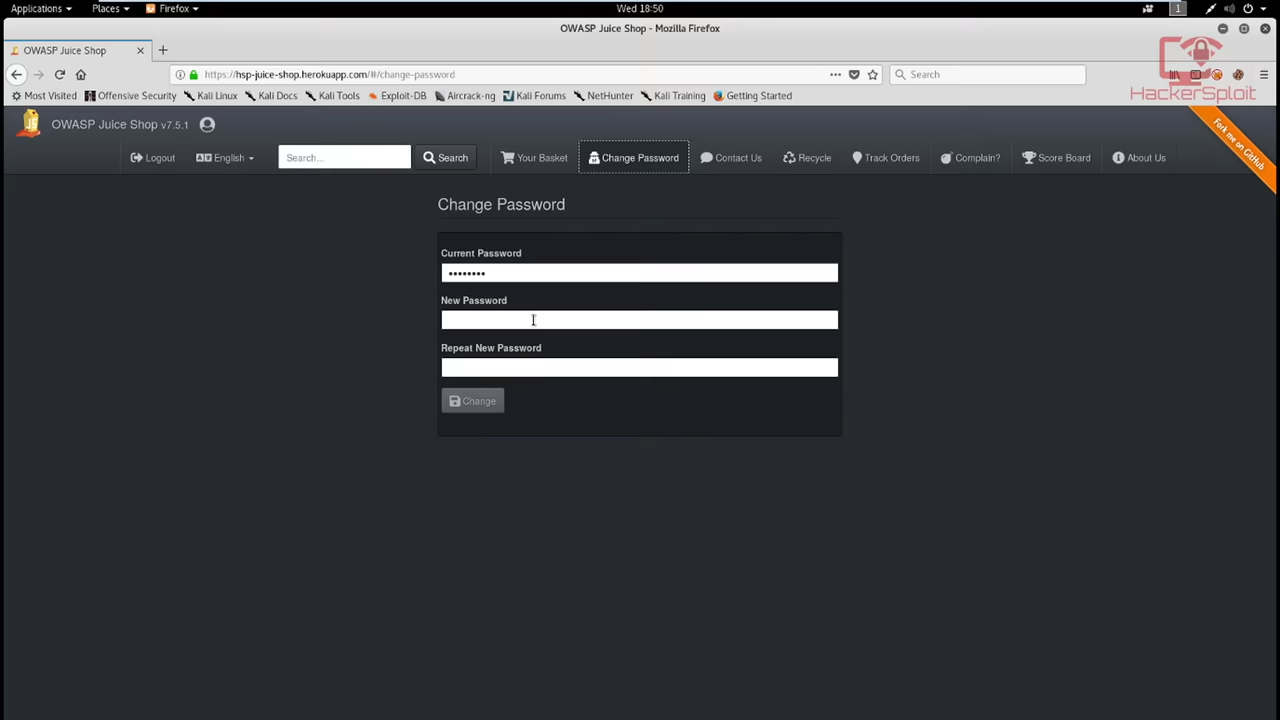 Applications Places Firefox Wed 18:50 1
OWASP Juice Shop - Mozilla Firefox
OWASP Juice Shop
https://hsp-juice-shop.herokuapp.com/#/change-password Search
Most Visited Offensive Security Kali Linux Kali Docs Kali Tools Exploit-DB Aircrack-ng Kali Forums NetHunter Kali Training Getting Started
HackerSploit
OWASP Juice Shop v7.5.1
Fork me on GitHub
Logout English Search... Search Your Basket Change Password Contact Us Recycle Track Orders Complain? Score Board About Us
Change Password
Current Password
••••••••
New Password
Repeat New Password
Change